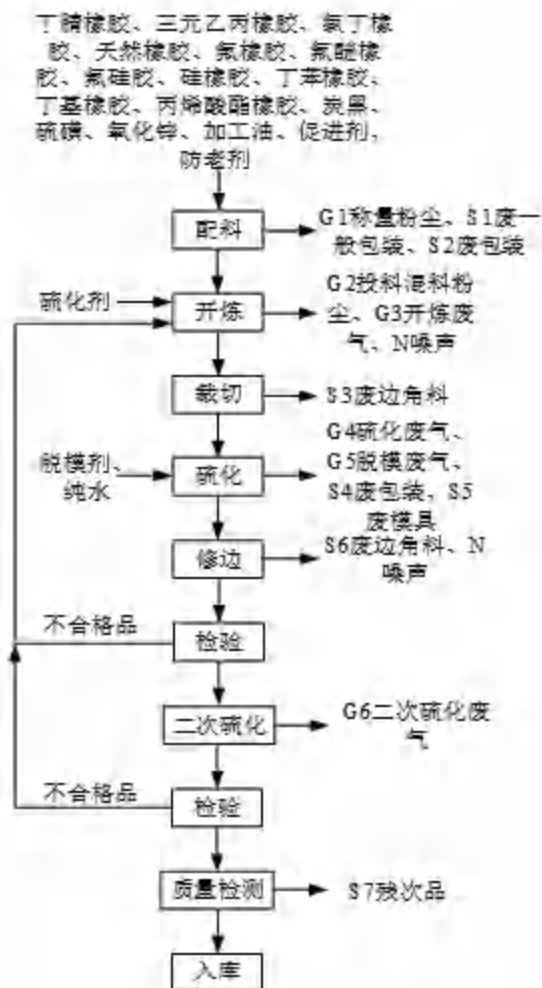 丁腈橡胶、三元乙丙橡胶、氯丁橡
胶、天然橡胶、氟橡胶、氟醚橡
胶、氟硅胶、硅橡胶、丁苯橡胶、
丁基橡胶、丙烯酸酯橡胶、炭黑、
硫磺、氧化锌、加工油、促进剂，
防老剂
配料
G1称量粉尘、S1废一
般包装、S2废包装
硫化剂
开炼
G2投料混料粉
尘、G3开炼废
气、N噪声
裁切
S3废边角料
脱模剂、
纯水
硫化
G4硫化废气、
G5脱模废气、
S4废包装，S5
废模具
修边
S6废边角料、N
噪声
不合格品
检验
二次硫化
G6二次硫化废
气
不合格品
检验
质量检测
S7残次品
入库